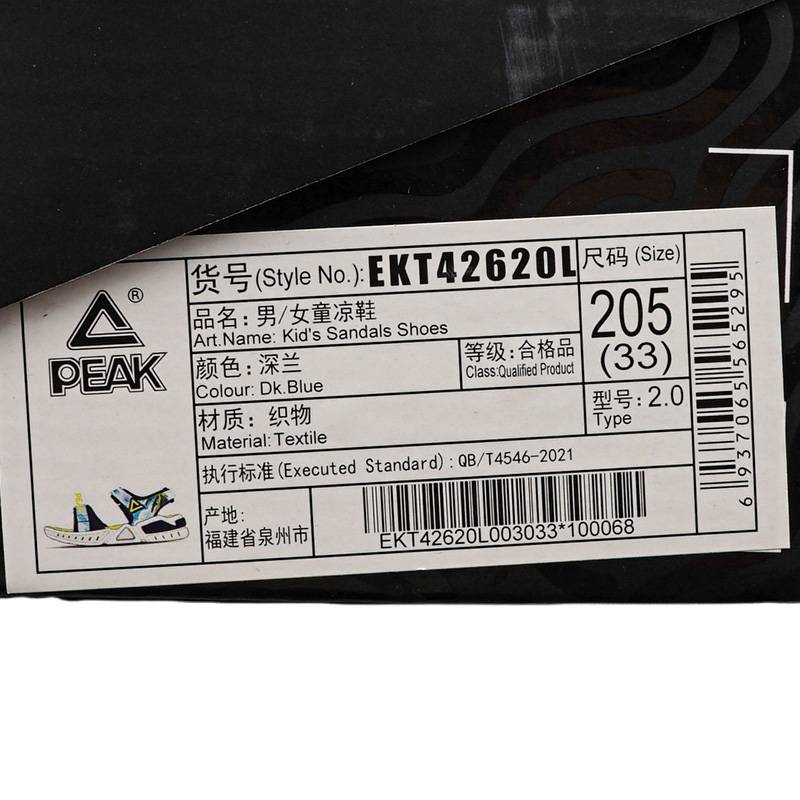 PEAK®
货号(Style No.): EKT42620L
尺码 (Size)
205
(33)
品名: 男/女童凉鞋
Art.Name: Kid's Sandals Shoes
颜色: 深兰
Colour: Dk.Blue
等级: 合格品
Class:Qualified Product
材质: 织物
Material: Textile
型号: 2.0
Type
执行标准(Executed Standard): QB/T4546-2021
产地:
福建省泉州市
EKT42620L003033*100068
6937065565295